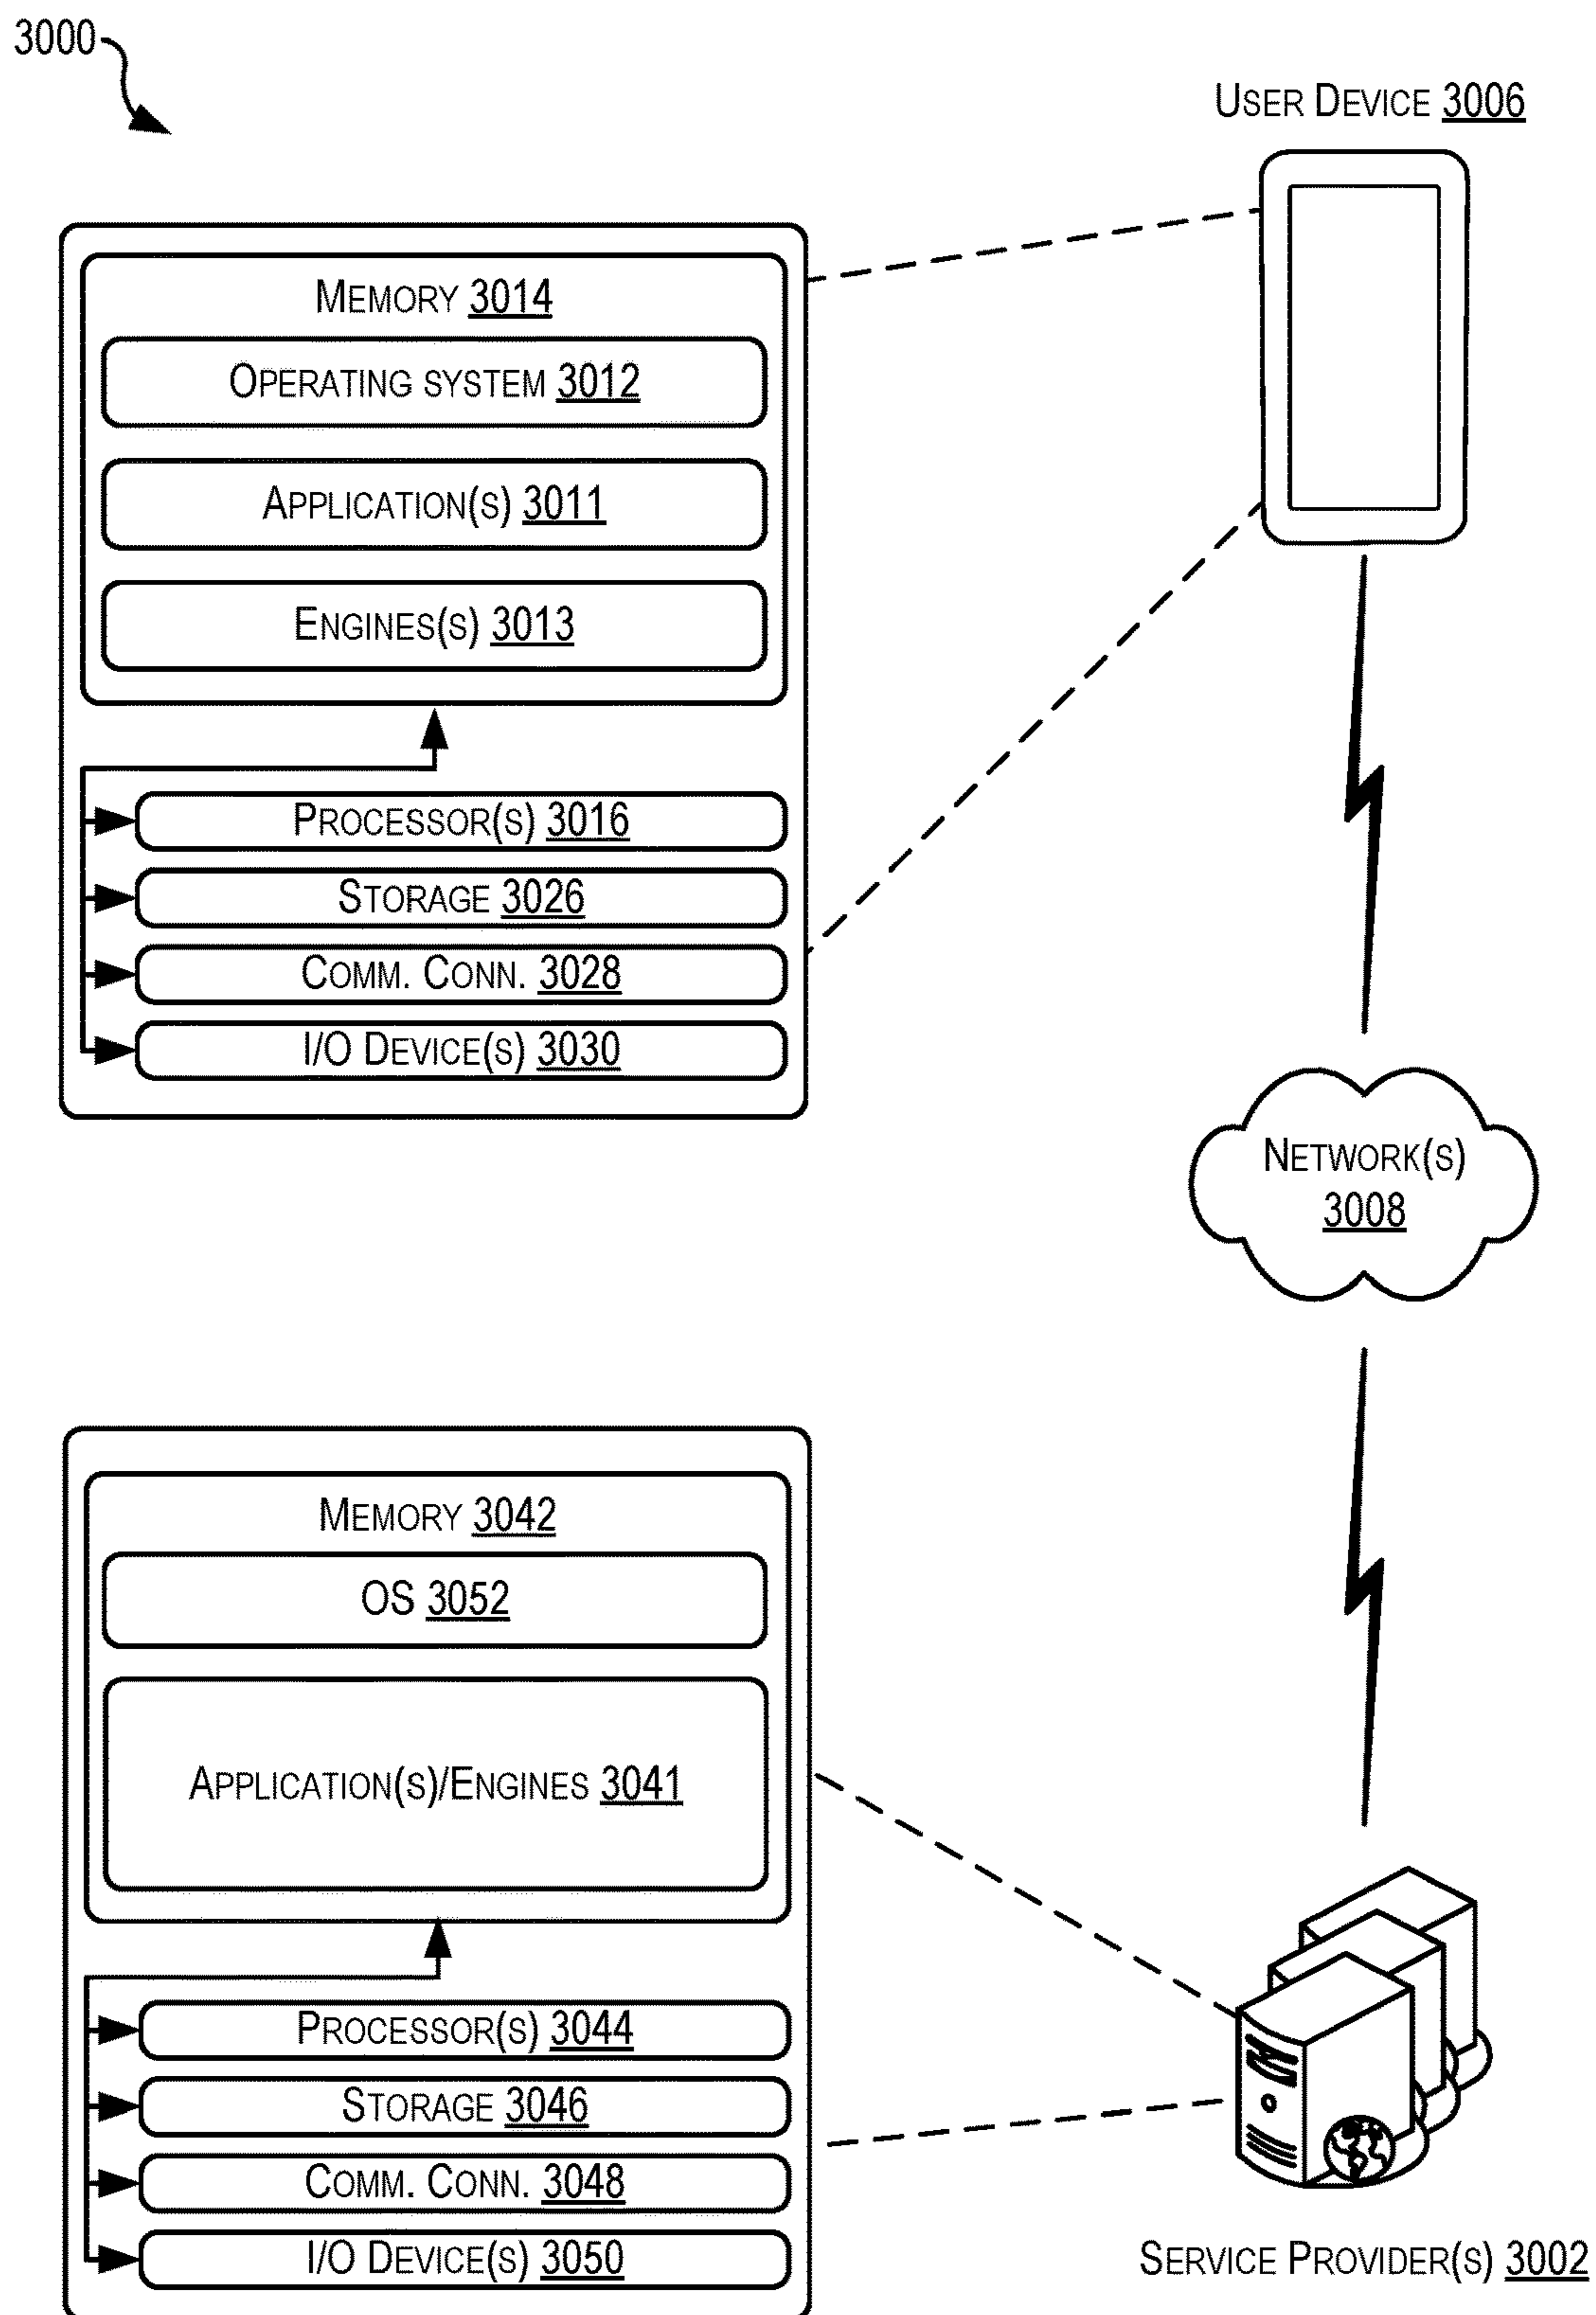 3000
USER DEVICE 3006
MEMORY 3014
OPERATING SYSTEM 3012
APPLICATION(S) 3011
ENGINES(S) 3013
PROCESSOR(S) 3016
STORAGE 3026
COMM. CONN. 3028
I/O DEVICE(S) 3030
NETWORK(S)
3008
MEMORY 3042
OS 3052
APPLICATION(S)/ENGINES 3041
PROCESSOR(S) 3044
STORAGE 3046
COMM. CONN. 3048
I/O DEVICE(S) 3050
SERVICE PROVIDER(S) 3002